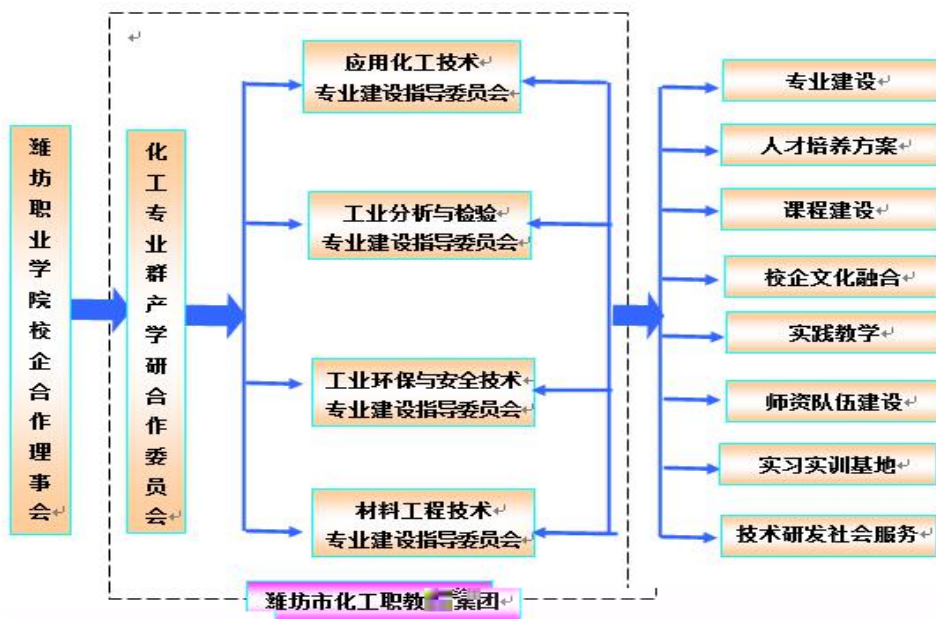 潍坊职业学院校企合作理事会
化工专业群产学研合作委员会
应用化工技术
专业建设指导委员会
工业分析与检验
专业建设指导委员会
工业环保与安全技术
专业建设指导委员会
材料工程技术
专业建设指导委员会
专业建设
人才培养方案
课程建设
校企文化融合
实践教学
师资队伍建设
实习实训基地
技术研发社会服务
潍坊市化工职教集团